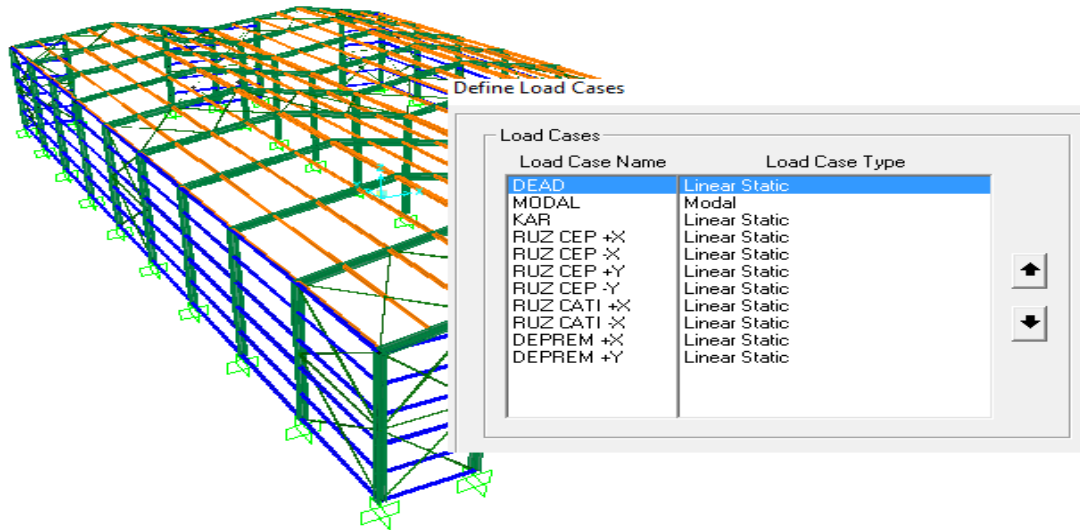 Define Load Cases
Load Cases
Load Case Name Load Case Type
DEAD Linear Static
MODAL Modal
KAR Linear Static
RUZ CEP +X Linear Static
RUZ CEP -X Linear Static
RUZ CEP +Y Linear Static
RUZ CEP -Y Linear Static
RUZ CATI +X Linear Static
RUZ CATI -X Linear Static
DEPREM +X Linear Static
DEPREM +Y Linear Static